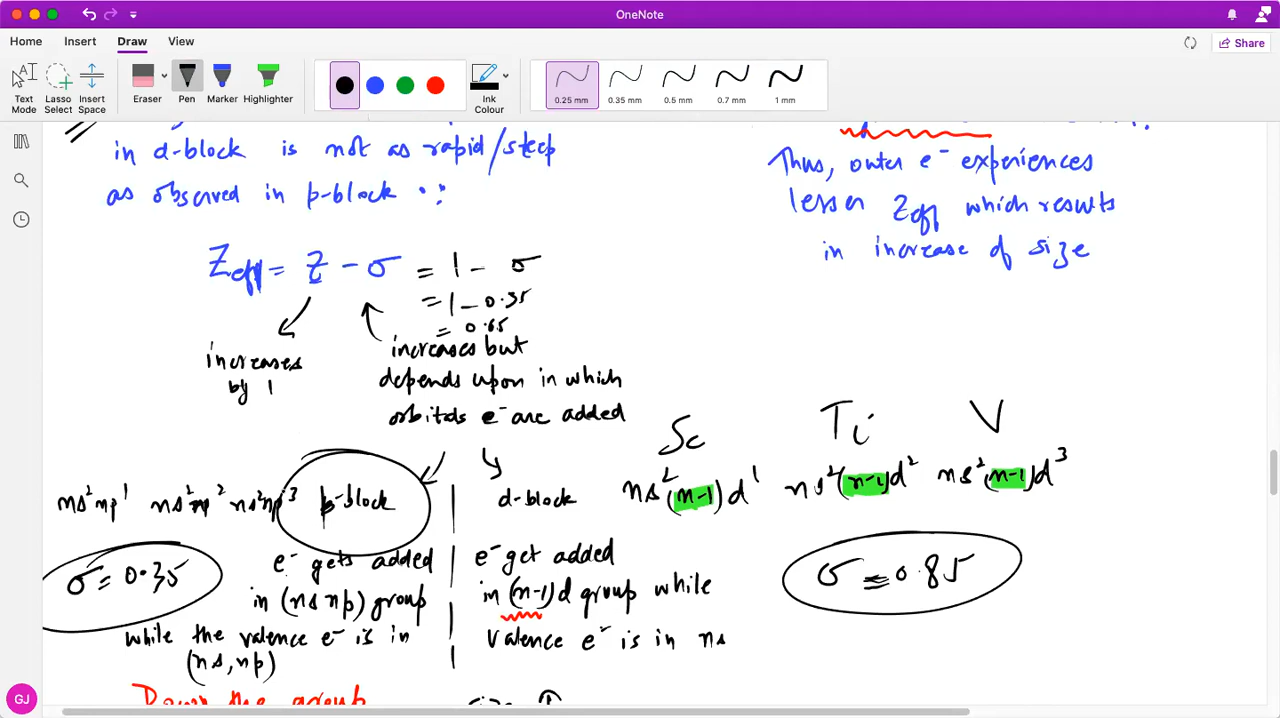 OneNote
Home Insert Draw View
Share
Text Mode
Lasso Select
Insert Space
Eraser
Pen
Marker
Highlighter
Ink Colour
0.25 mm
0.35 mm
0.5 mm
0.7 mm
1 mm
in d-block is not as rapid/steep
as observed in p-block ∵
Thus, outer e⁻ experiences
lesser Zeff which results
in increase of size
Zeff = Z - σ = 1 - σ
= 1 - 0.35
= 0.65
increases
by 1
increases but
depends upon in which
orbitals e⁻ are added
Sc Ti V
ns²np¹ ns²np² ns²np³ p-block
d-block
ns²(n-1)d¹ ns²(n-1)d² ns²(n-1)d³
σ = 0.35
e⁻ gets added
in (ns np) group
while the valence e⁻ is in
(ns, np)
e⁻ get added
in (n-1)d group while
valence e⁻ is in ns
σ = 0.85
Down the group
size ↑
GJ